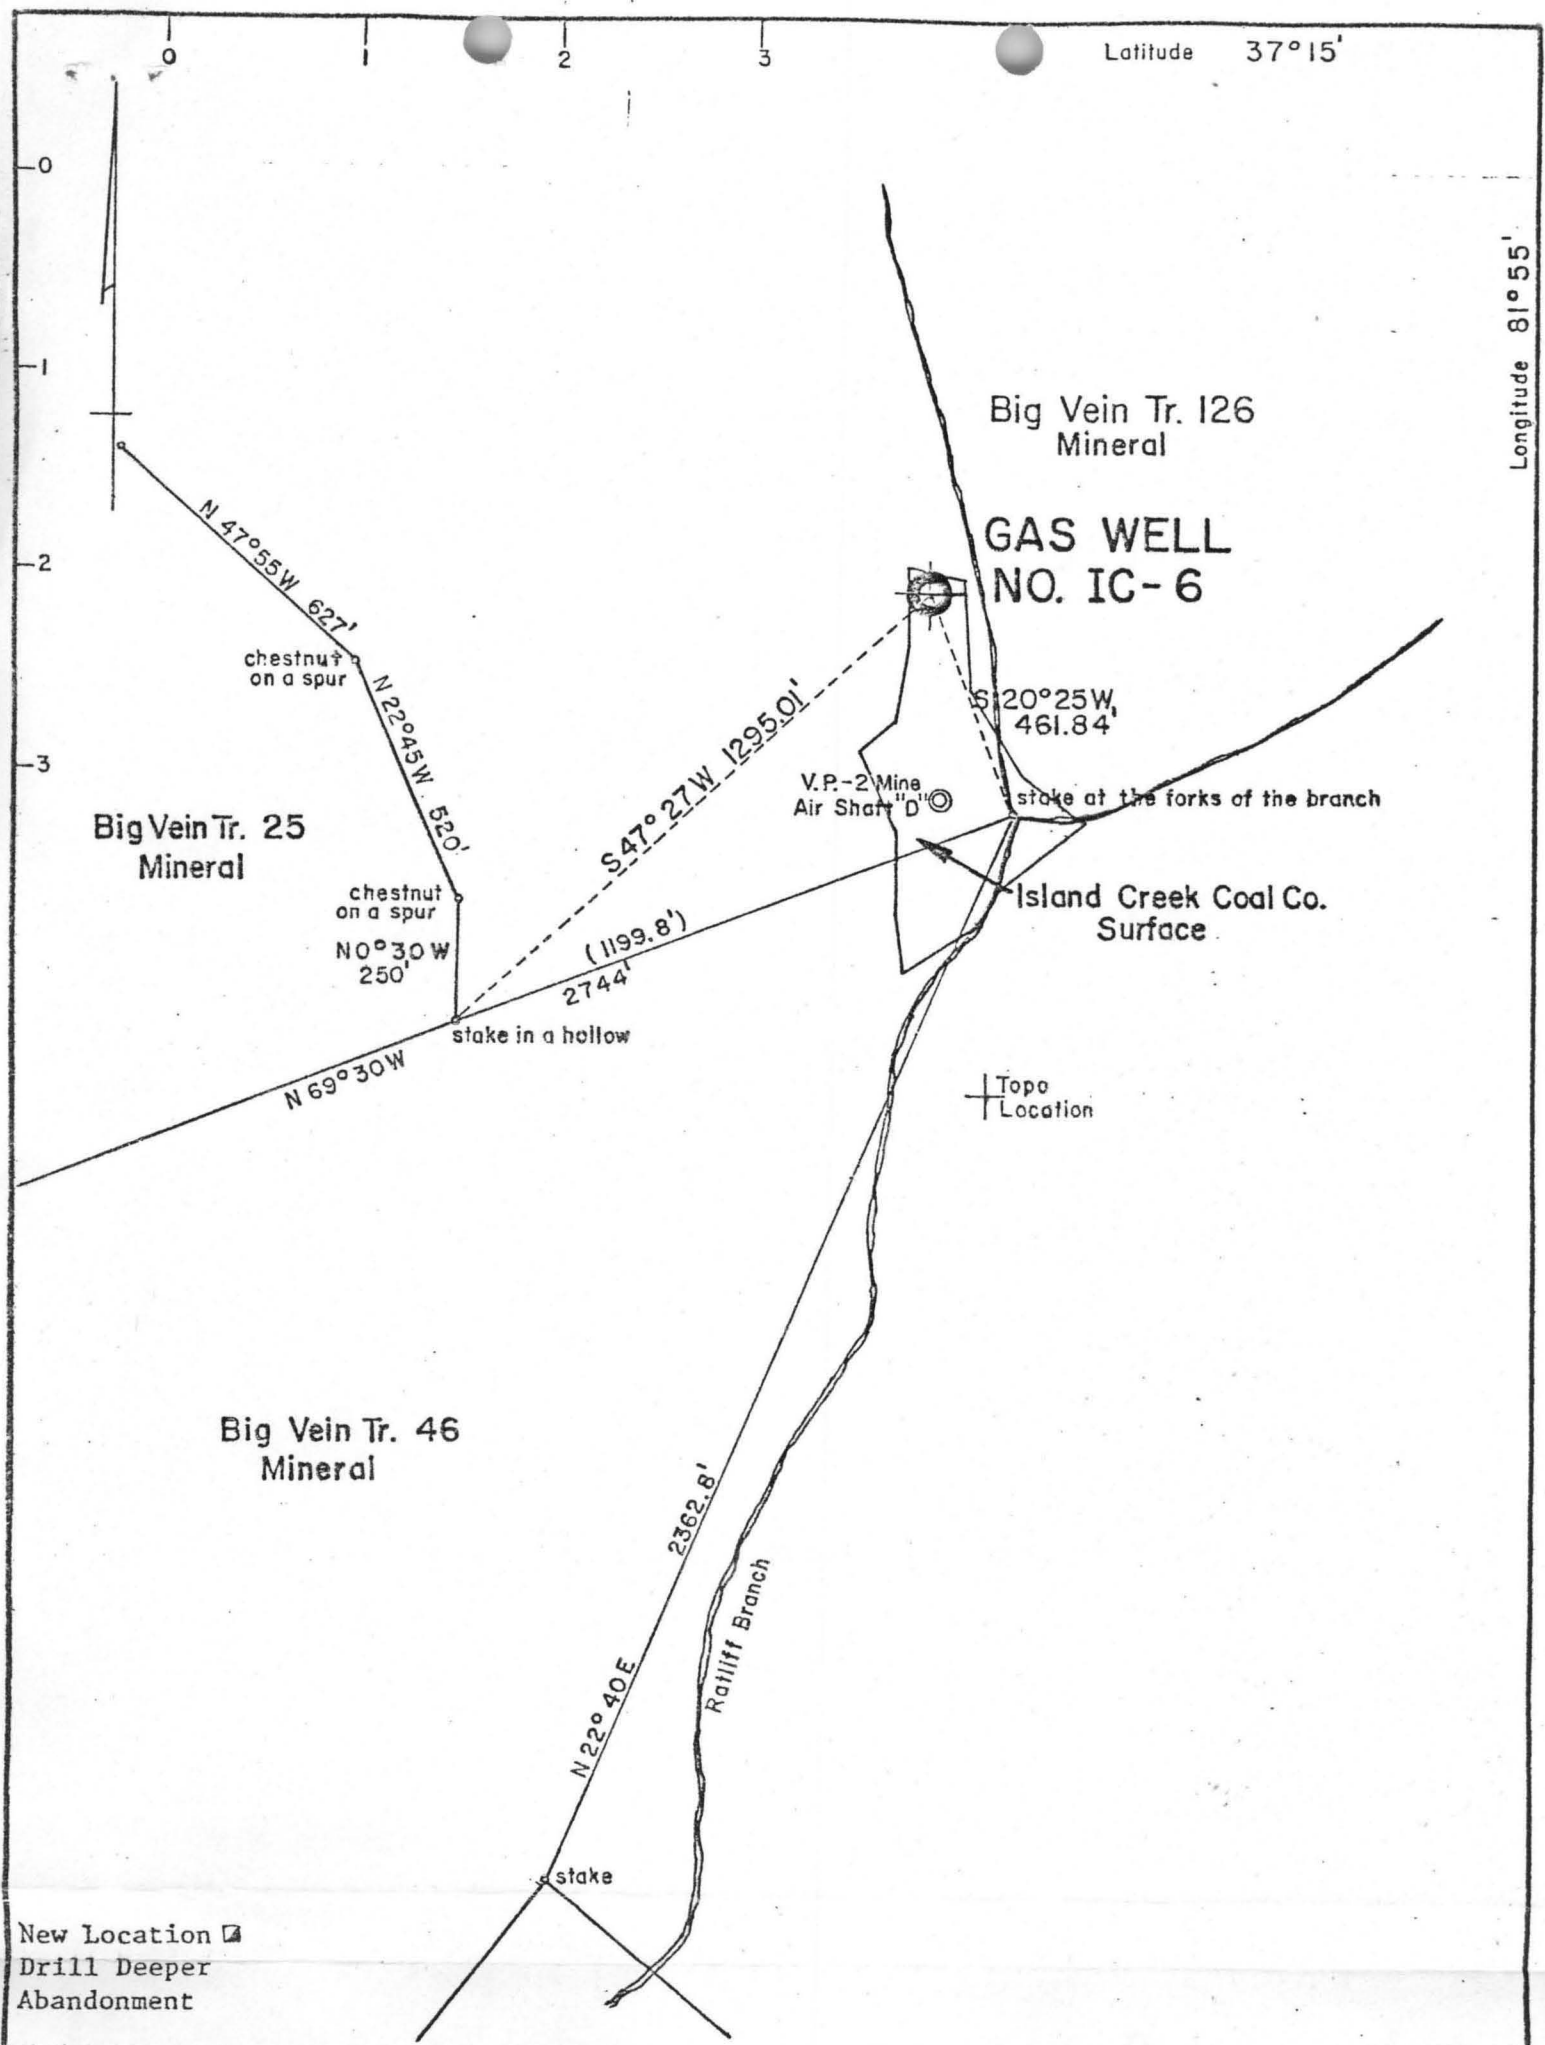 0 1 2 3 Latitude 37°15'
0
1
2
3
Longitude 81°55'
Big Vein Tr. 126
Mineral
GAS WELL
NO. IC-6
N 47°55W 627'
chestnut
on a spur
N 22°45W 520'
S 47°27W 1295.01'
S 20°25W
461.84'
V.P.-2 Mine
Air Shaft "D"
stake at the forks of the branch
Big Vein Tr. 25
Mineral
chestnut
on a spur
N 0°30W
250'
Island Creek Coal Co.
Surface
(1199.8')
2744'
stake in a hollow
N 69°30W
Topo
Location
Big Vein Tr. 46
Mineral
2362.8'
N 22°40E
Ratliff Branch
stake
New Location
Drill Deeper
Abandonment